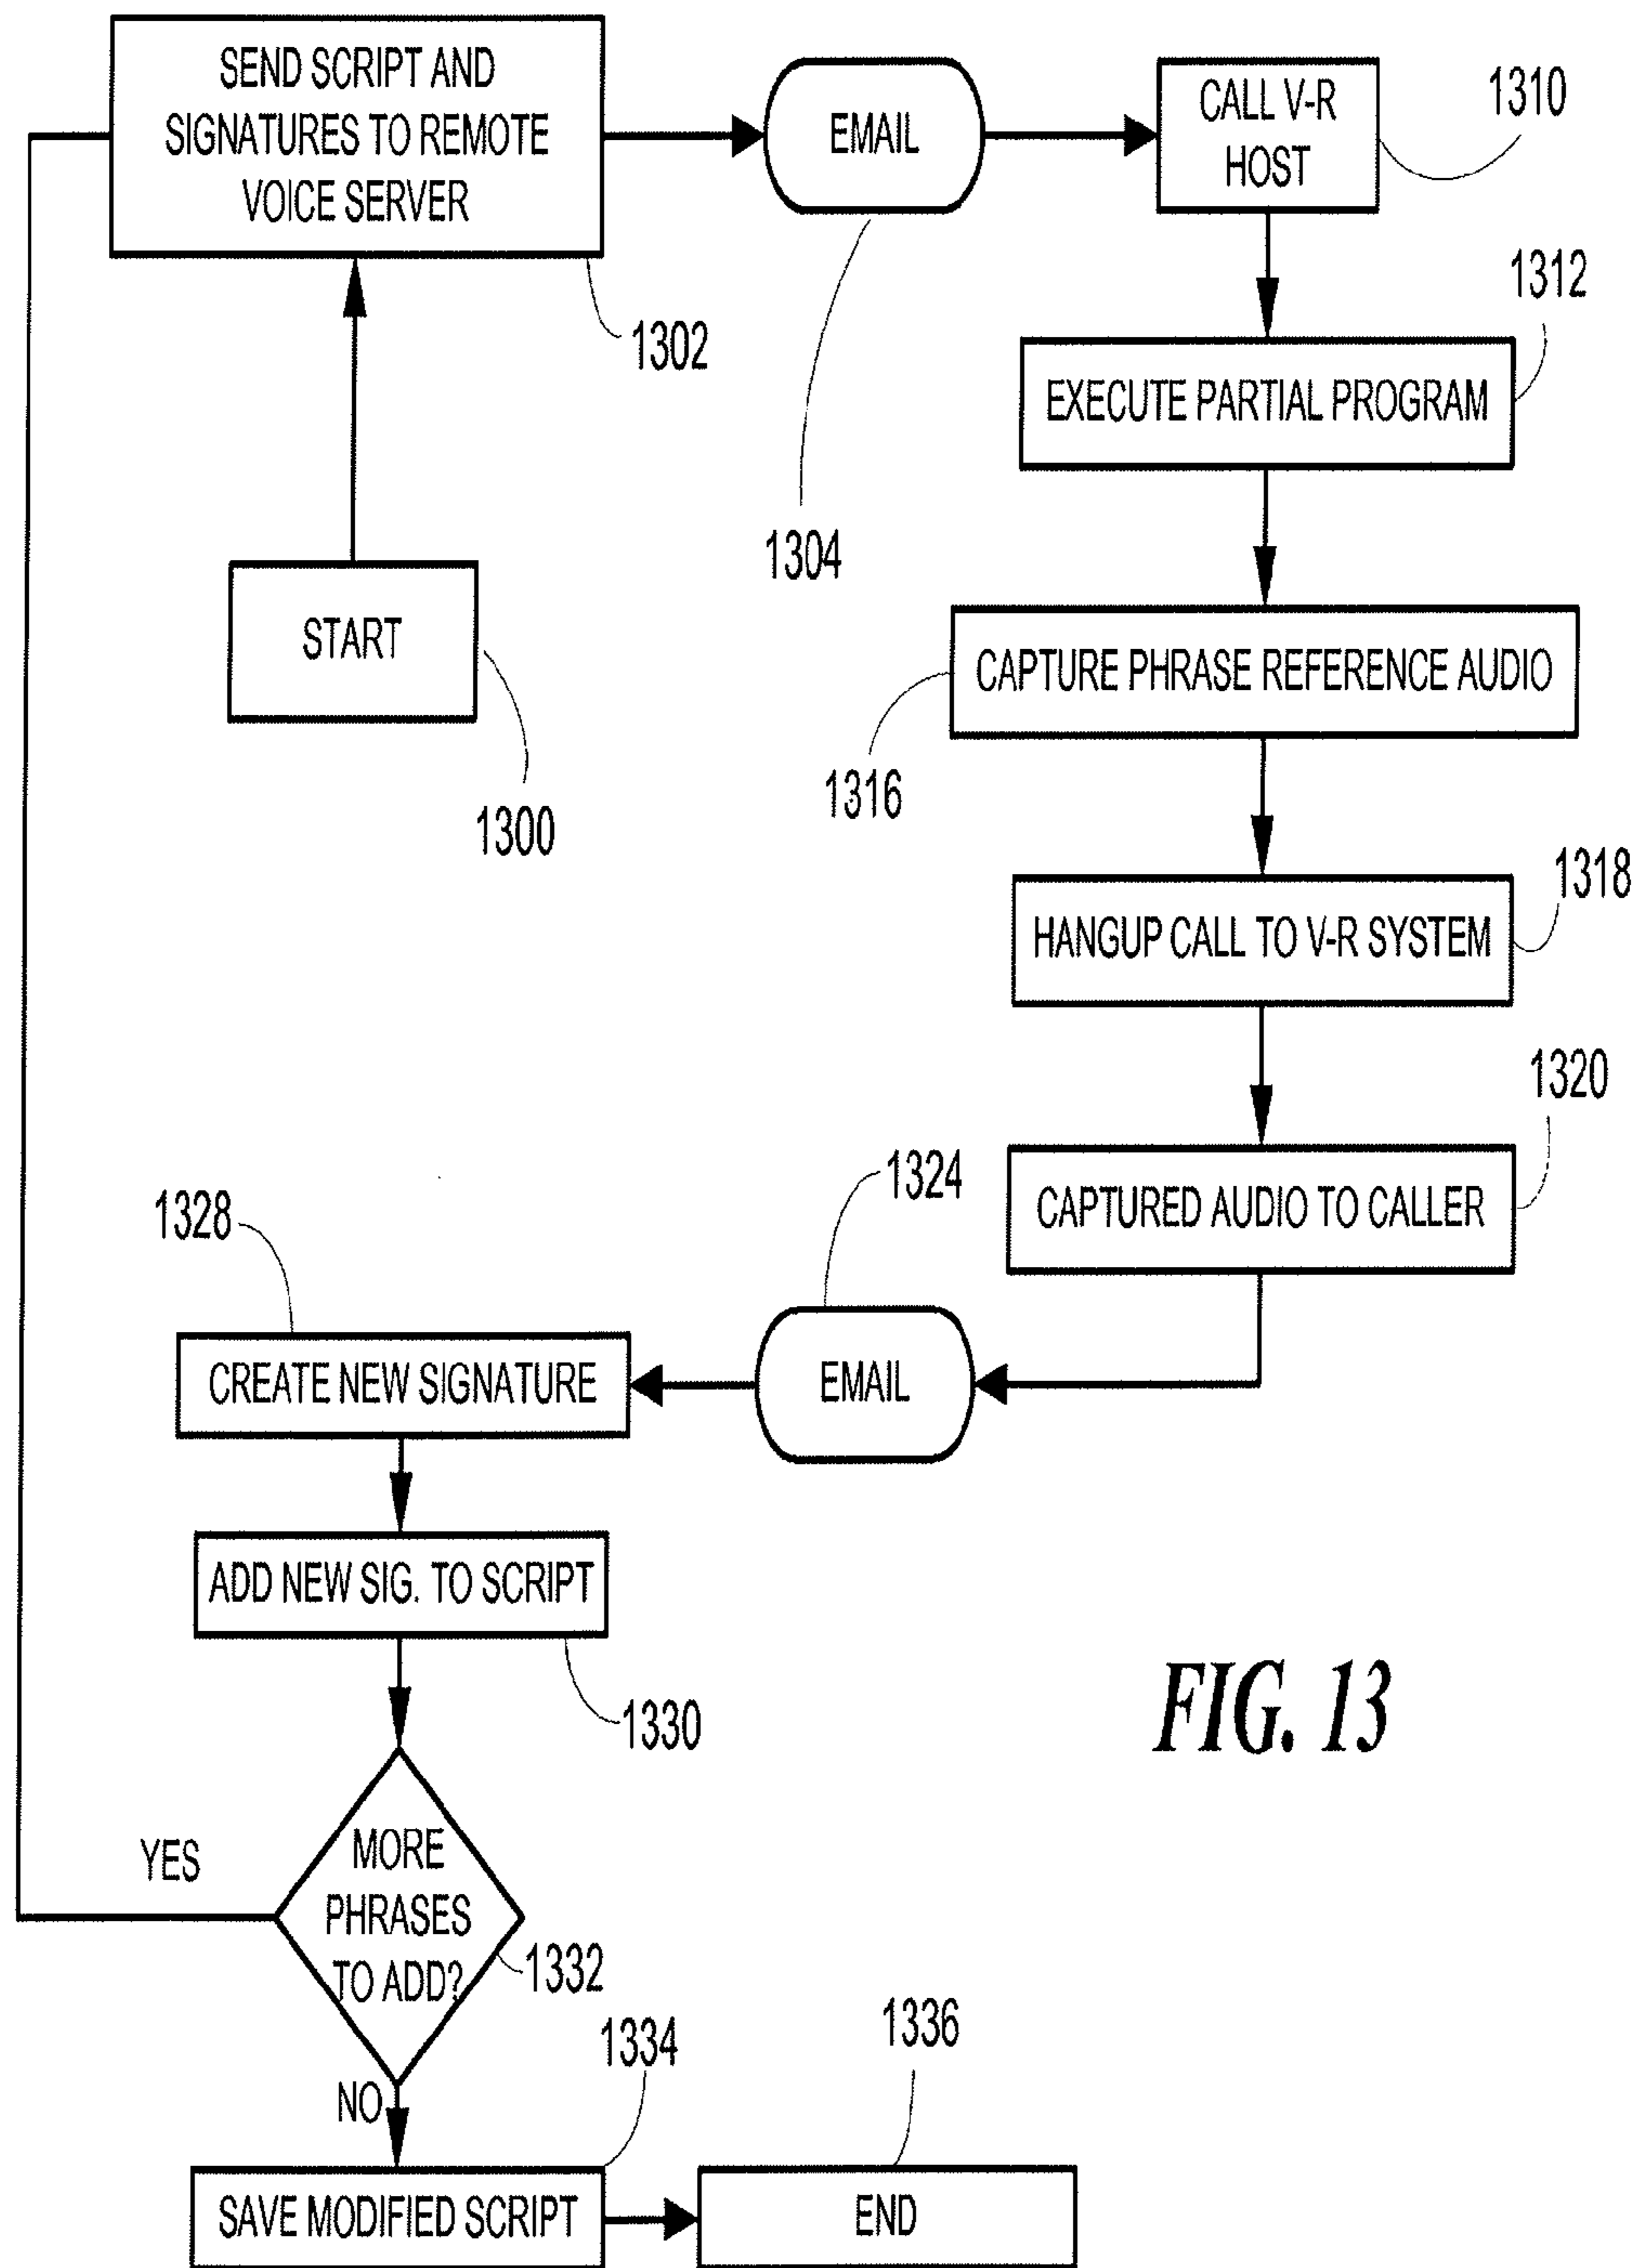 SEND SCRIPT AND
SIGNATURES TO REMOTE
VOICE SERVER
1302
EMAIL
1304
CALL V-R
HOST
1310
1312
EXECUTE PARTIAL PROGRAM
START
1300
CAPTURE PHRASE REFERENCE AUDIO
1316
1318
HANGUP CALL TO V-R SYSTEM
1320
CAPTURED AUDIO TO CALLER
1324
EMAIL
1328
CREATE NEW SIGNATURE
ADD NEW SIG. TO SCRIPT
1330
MORE
PHRASES
TO ADD?
1332
YES
NO
1334
SAVE MODIFIED SCRIPT
1336
END
FIG. 13